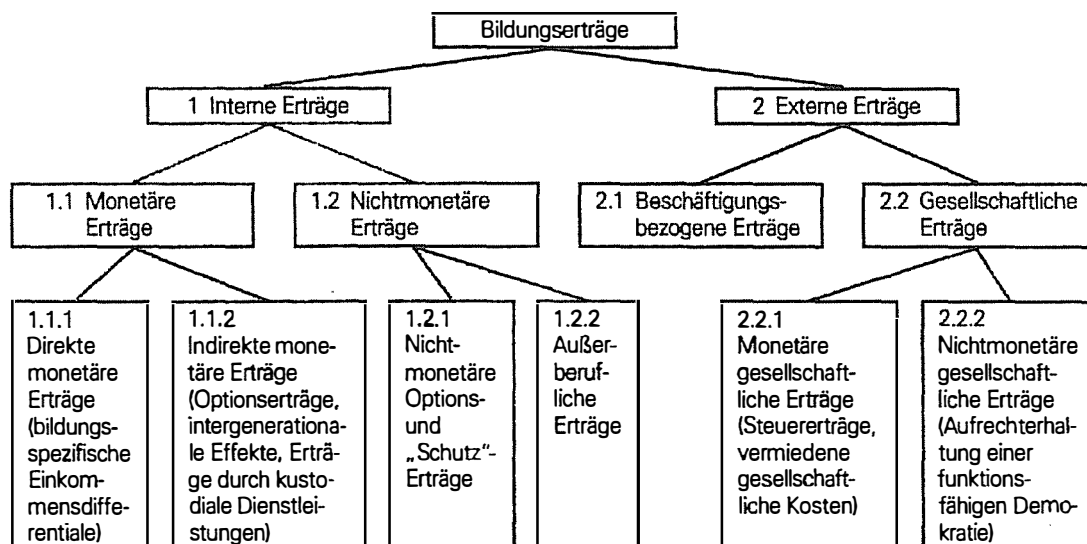 Bildungserträge
1 Interne Erträge
2 Externe Erträge
1.1 Monetäre
Erträge
1.2 Nichtmonetäre
Erträge
2.1 Beschäftigungs-
bezogene Erträge
2.2 Gesellschaftliche
Erträge
1.1.1
Direkte
monetäre
Erträge
(bildungs-
spezifische
Einkom-
mensdiffe-
rentiale)
1.1.2
Indirekte mone-
täre Erträge
(Optionserträge,
intergenerationa-
le Effekte, Erträ-
ge durch kusto-
diale Dienstlei-
stungen)
1.2.1
Nicht-
monetäre
Options-
und
„Schutz"-
Erträge
1.2.2
Außer-
beruf-
liche
Erträge
2.2.1
Monetäre
gesellschaft-
liche Erträge
(Steuererträge,
vermiedene
gesellschaft-
liche Kosten)
2.2.2
Nichtmonetäre
gesellschaft-
liche Erträge
(Aufrechterhal-
tung einer
funktions-
fähigen Demo-
kratie)